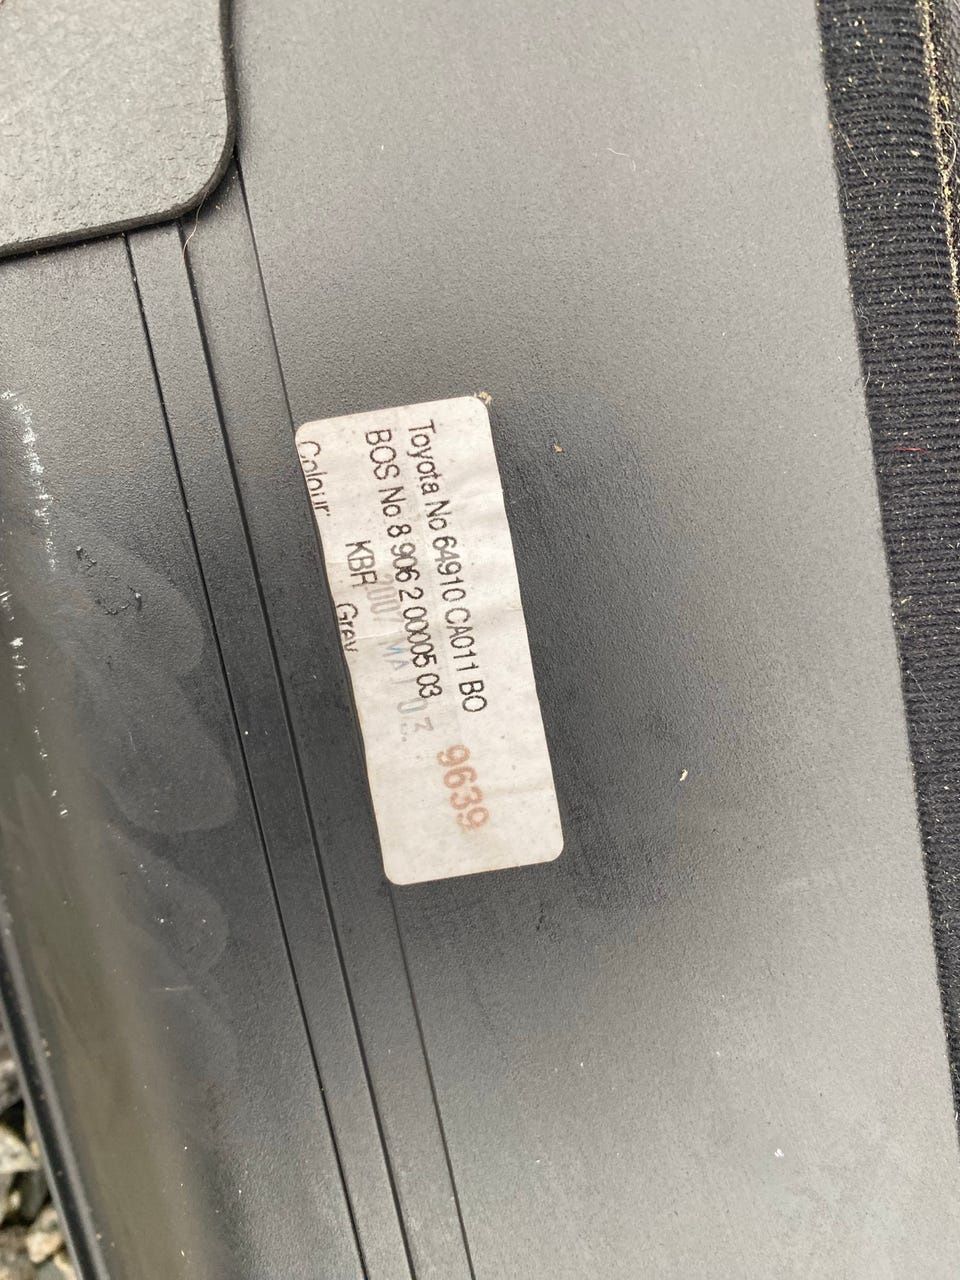 Toyota No 64910 CA011 BO
BOS No 8 906 2 00005 03
KBR Grey
Colour:
9639